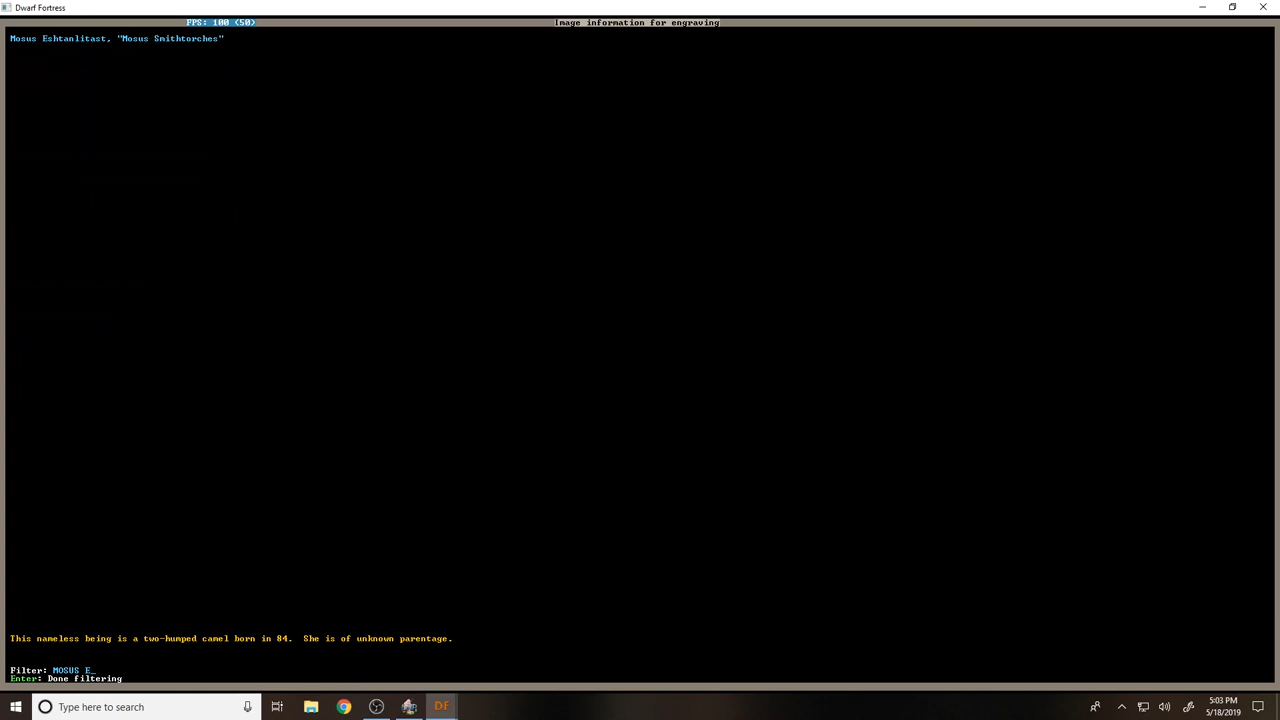 Dwarf Fortress
FPS: 100 (50)
Image information for engraving
Mosus Eshtanlitast, "Mosus Smithtorches"
This nameless being is a two-humped camel born in 84.  She is of unknown parentage.
Filter: MOSUS E_
Enter: Done filtering
Type here to search
DF
5:03 PM
5/18/2019